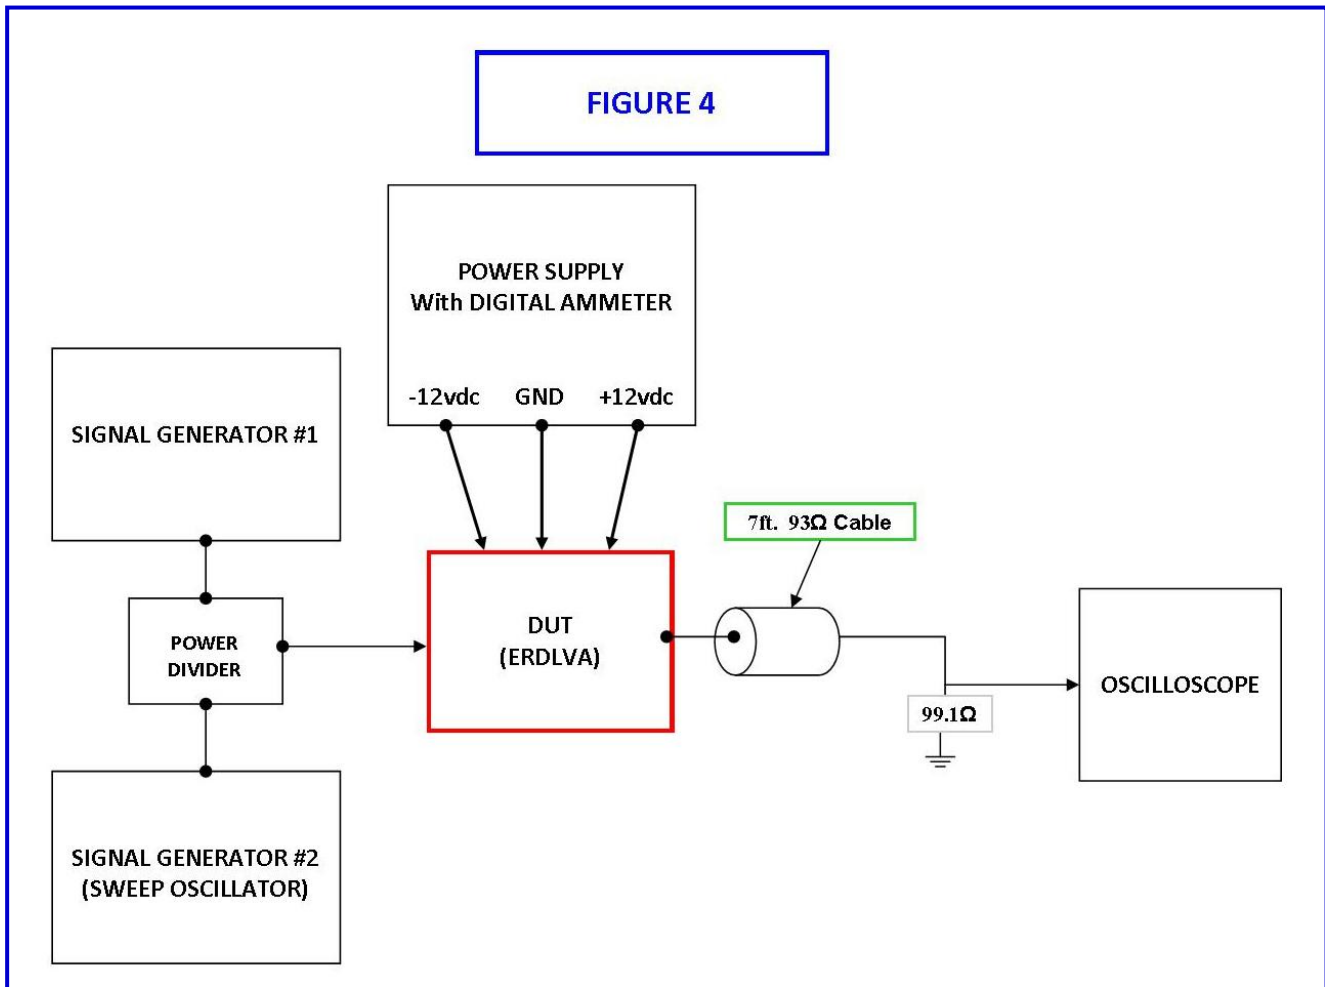 FIGURE 4
POWER SUPPLY
With DIGITAL AMMETER
-12vdc GND +12vdc
SIGNAL GENERATOR #1
7ft. 93Ω Cable
POWER
DIVIDER
DUT
(ERDLVA)
OSCILLOSCOPE
99.1Ω
SIGNAL GENERATOR #2
(SWEEP OSCILLATOR)